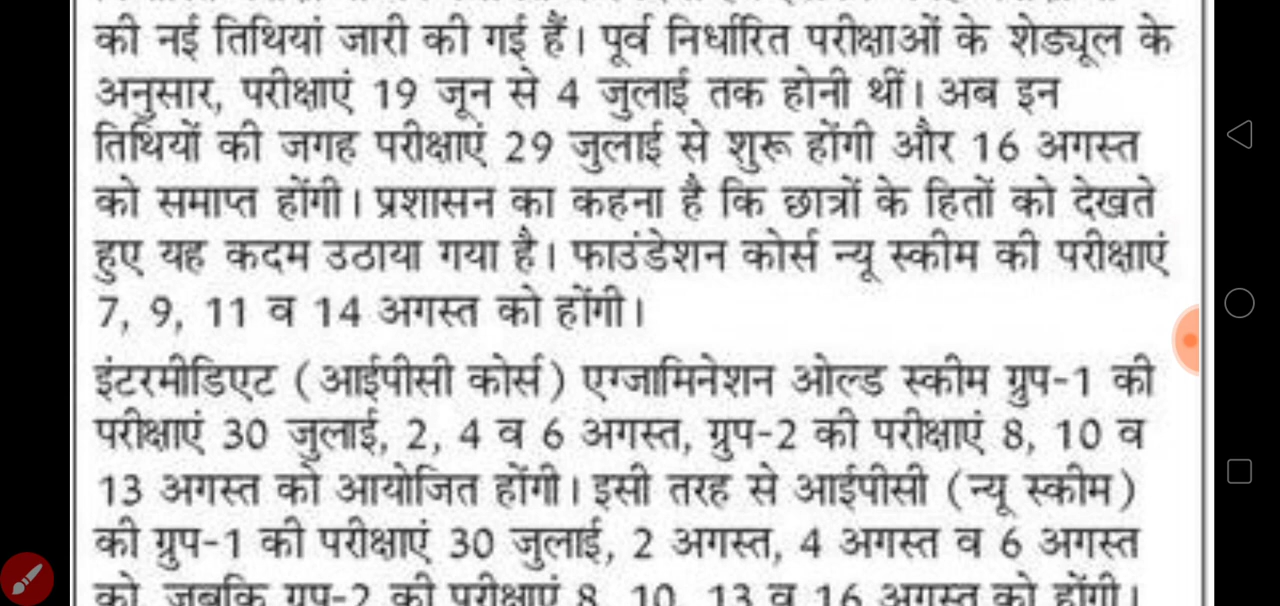 की नई तिथियां जारी की गई हैं। पूर्व निर्धारित परीक्षाओं के शेड्यूल के
अनुसार, परीक्षाएं 19 जून से 4 जुलाई तक होनी थीं। अब इन
तिथियों की जगह परीक्षाएं 29 जुलाई से शुरू होंगी और 16 अगस्त
को समाप्त होंगी। प्रशासन का कहना है कि छात्रों के हितों को देखते
हुए यह कदम उठाया गया है। फाउंडेशन कोर्स न्यू स्कीम की परीक्षाएं
7, 9, 11 व 14 अगस्त को होंगी।
इंटरमीडिएट (आईपीसी कोर्स) एग्जामिनेशन ओल्ड स्कीम ग्रुप-1 की
परीक्षाएं 30 जुलाई, 2, 4 व 6 अगस्त, ग्रुप-2 की परीक्षाएं 8, 10 व
13 अगस्त को आयोजित होंगी। इसी तरह से आईपीसी (न्यू स्कीम)
की ग्रुप-1 की परीक्षाएं 30 जुलाई, 2 अगस्त, 4 अगस्त व 6 अगस्त
को, जबकि ग्रुप-2 की परीक्षाएं 8, 10, 13 व 16 अगस्त को होंगी।